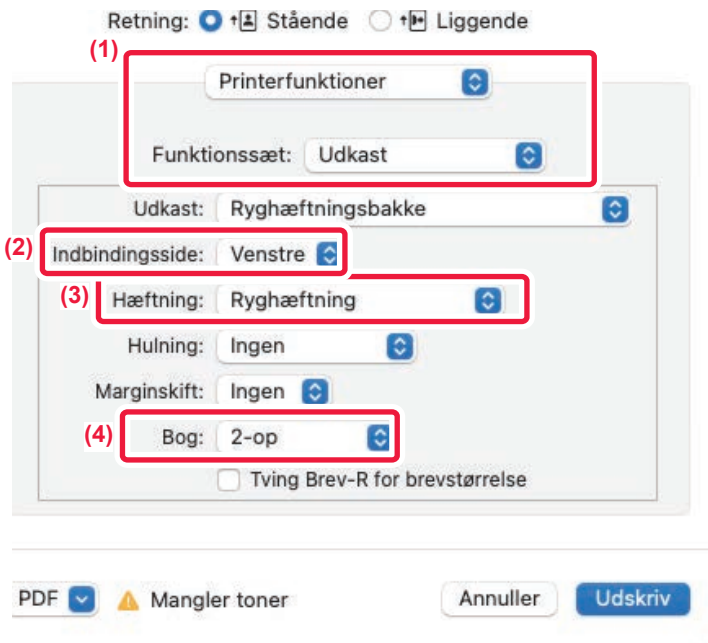 Retning: Stående Liggende
(1)
Printerfunktioner
Funktionssæt: Udkast
Udkast: Ryghæftningsbakke
(2) Indbindingsside: Venstre
(3) Hæftning: Ryghæftning
Hulning: Ingen
Marginskift: Ingen
(4) Bog: 2-op
Tving Brev-R for brevstørrelse
PDF Mangler toner Annuller Udskriv